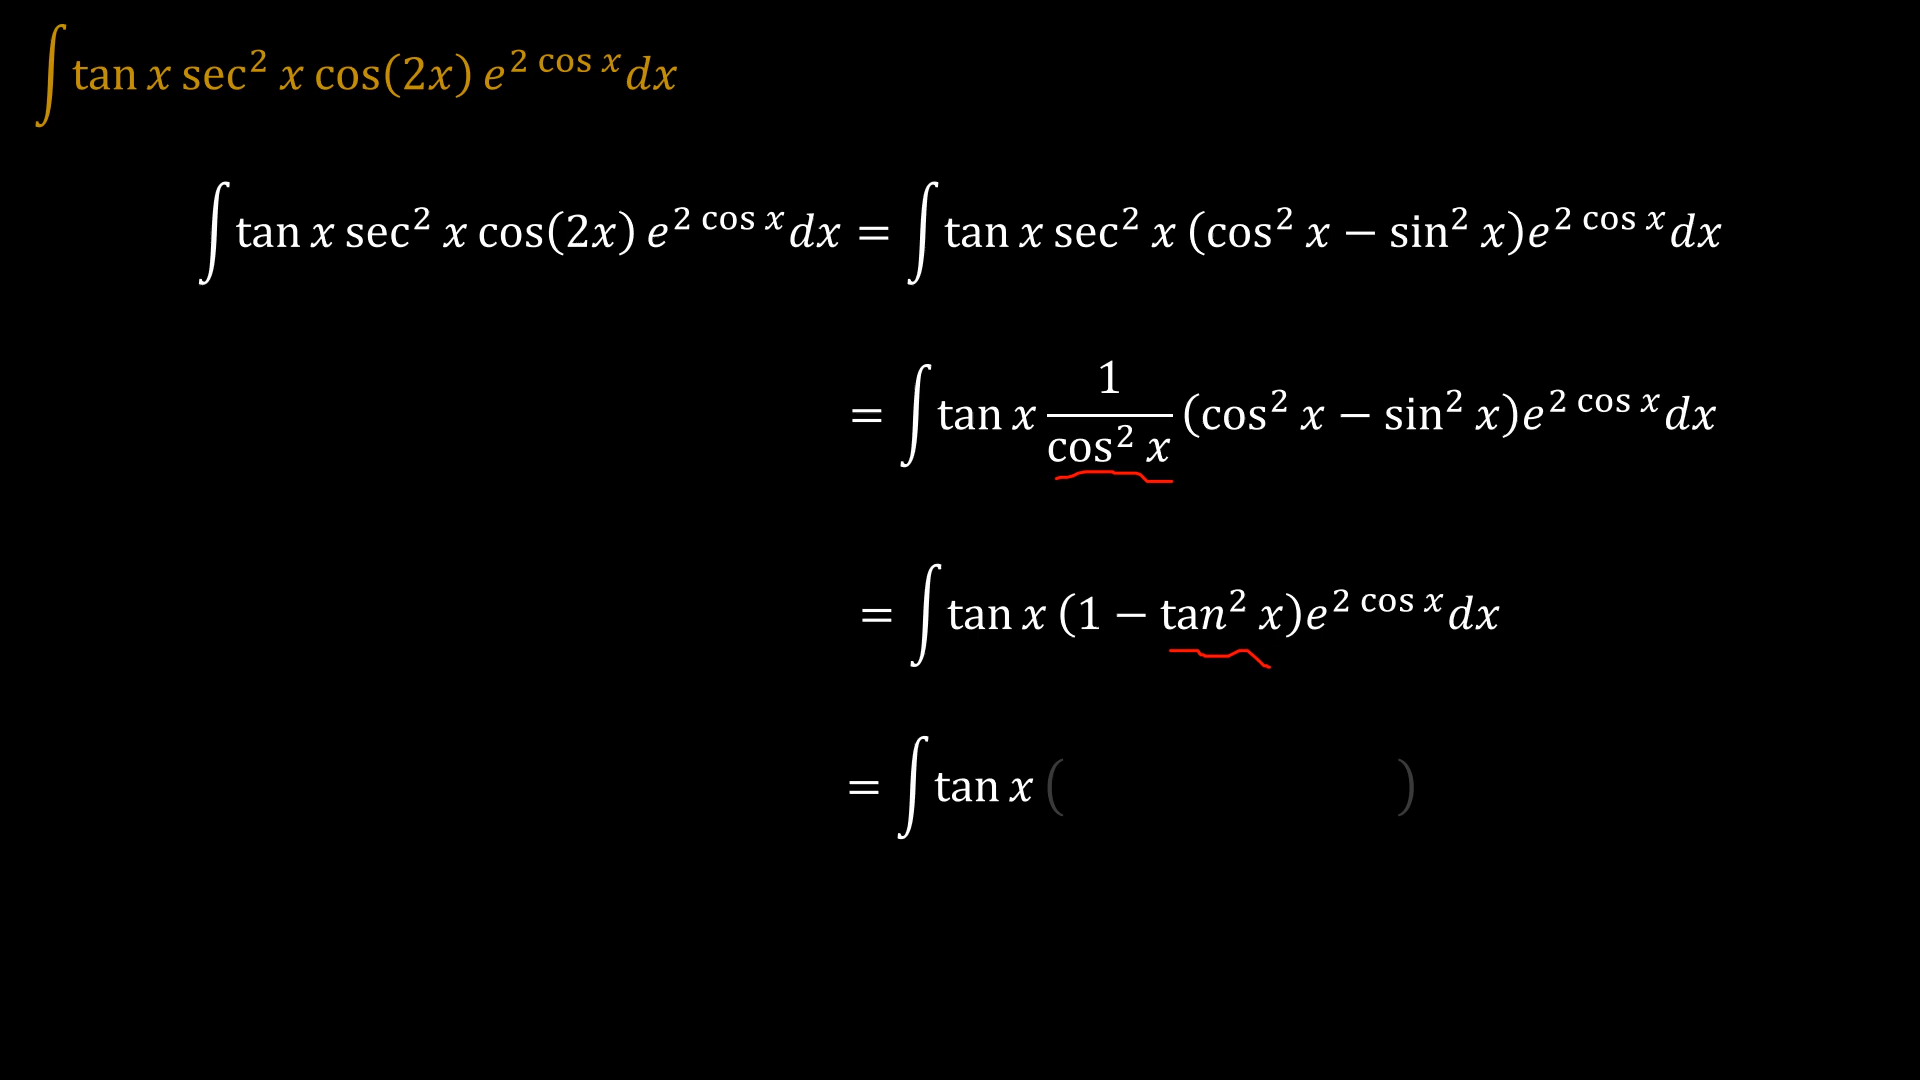 ∫ tan x sec² x cos(2x) e^{2 cos x} dx
∫ tan x sec² x cos(2x) e^{2 cos x} dx = ∫ tan x sec² x (cos² x − sin² x)e^{2 cos x} dx
= ∫ tan x \frac{1}{cos² x} (cos² x − sin² x)e^{2 cos x} dx
= ∫ tan x (1 − tan² x)e^{2 cos x} dx
= ∫ tan x ( )